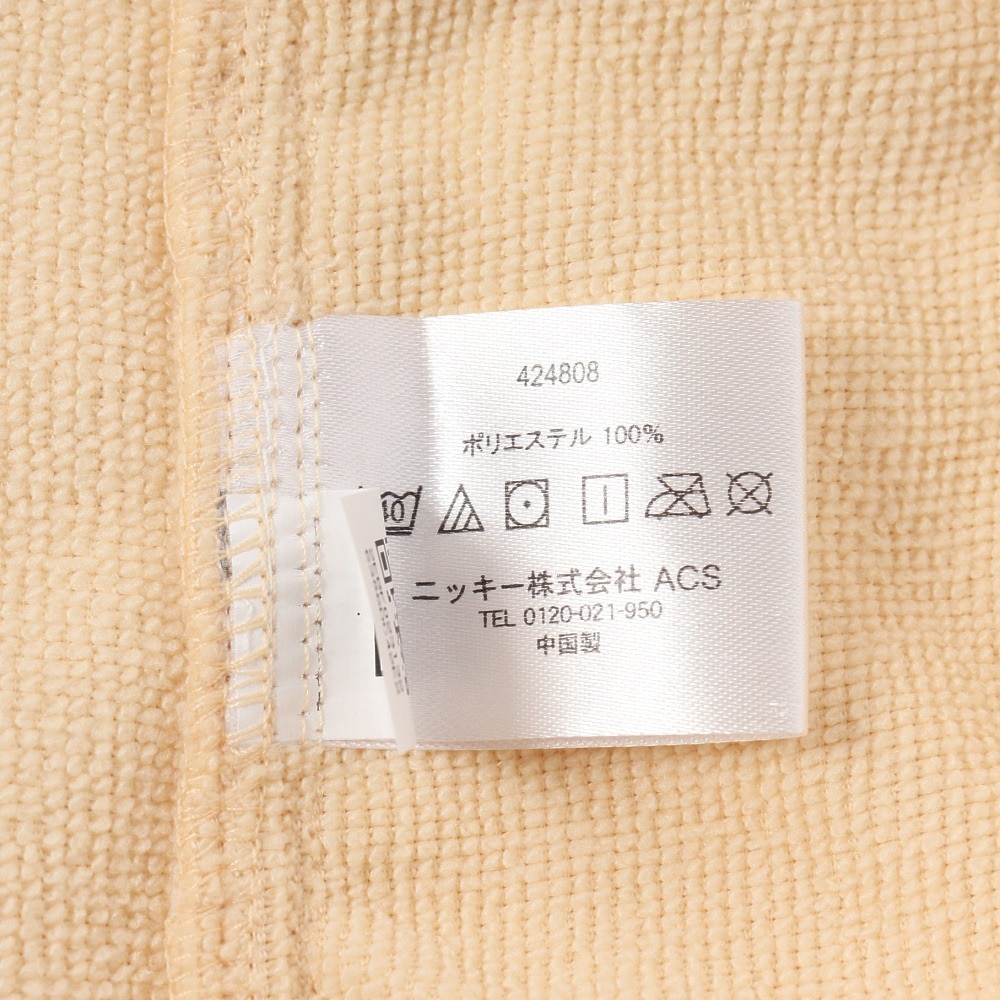 424808
ポリエステル 100%
40
ニッキー株式会社 ACS
TEL 0120-021-950
中国製